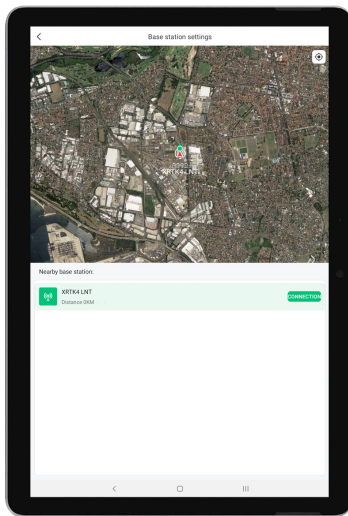 Base station settings
XRTK4 LNT
Nearby base station:
XRTK4 LNT
Distance 0KM
CONNECTION